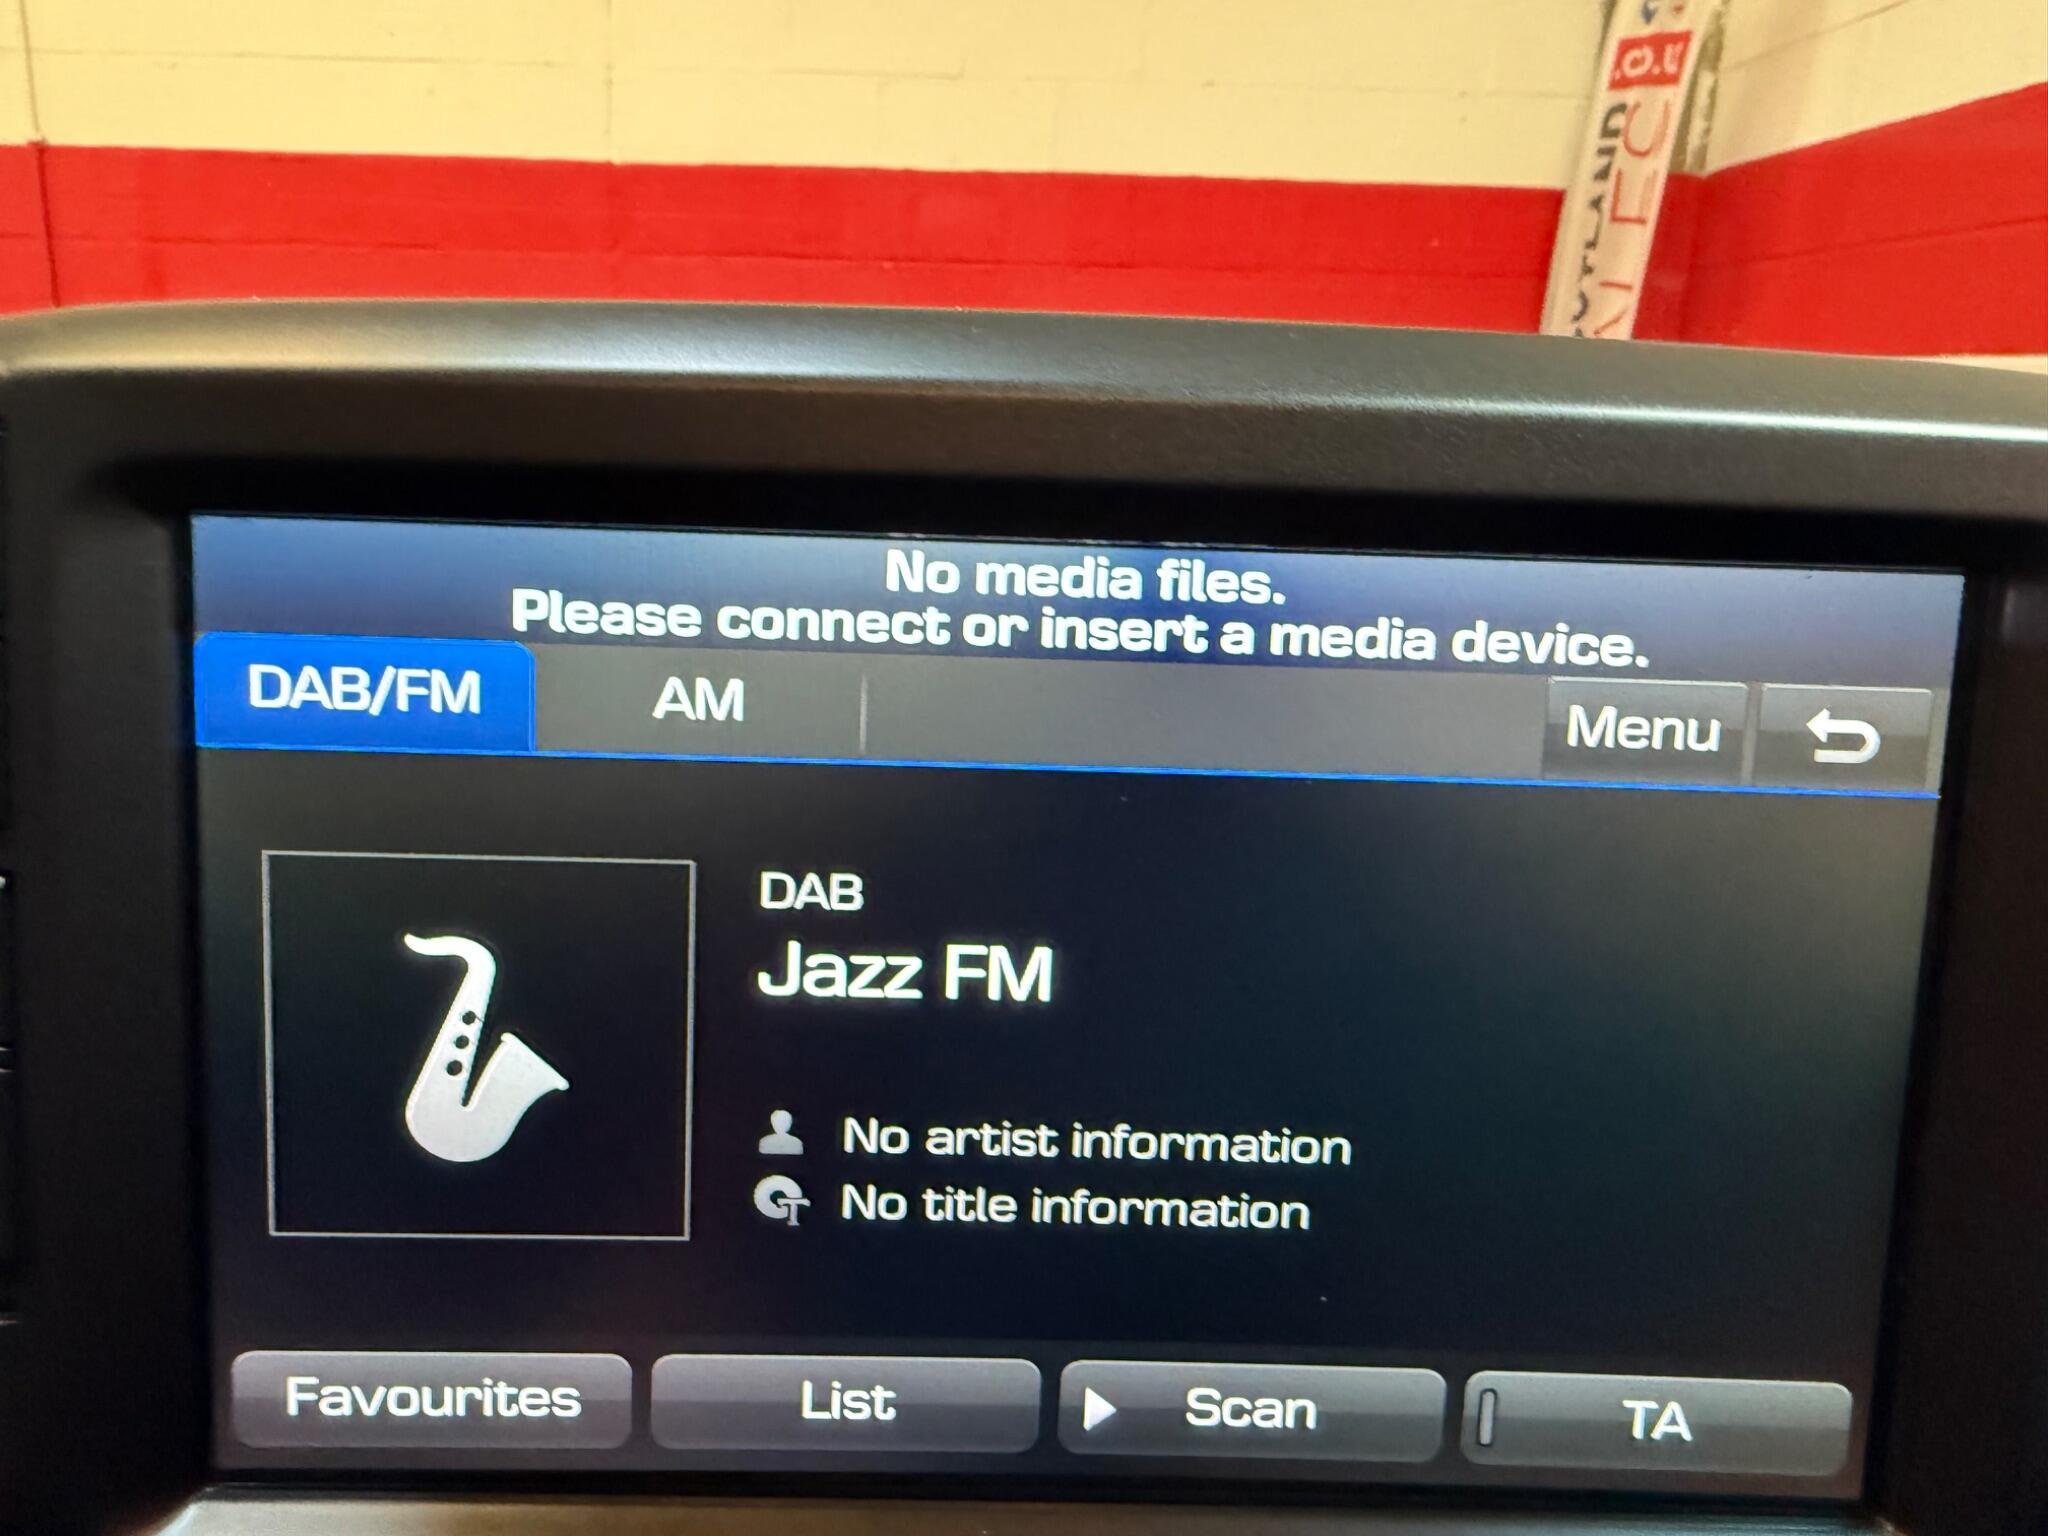 No media files.
Please connect or insert a media device.
DAB/FM
AM
Menu
DAB
Jazz FM
No artist information
No title information
Favourites
List
Scan
TA